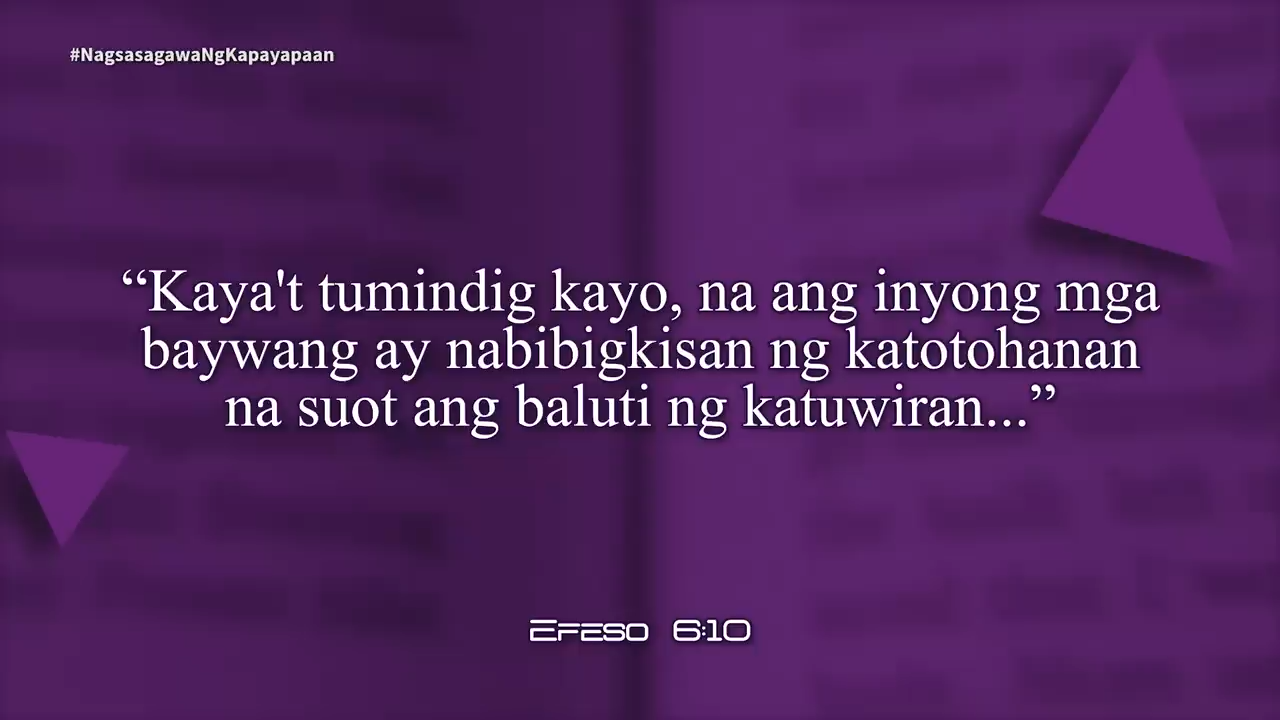 #NagsasagawaNgKapayapaan
“Kaya't tumindig kayo, na ang inyong mga
baywang ay nabibigkisan ng katotohanan
na suot ang baluti ng katuwiran...”
Efeso 6:10